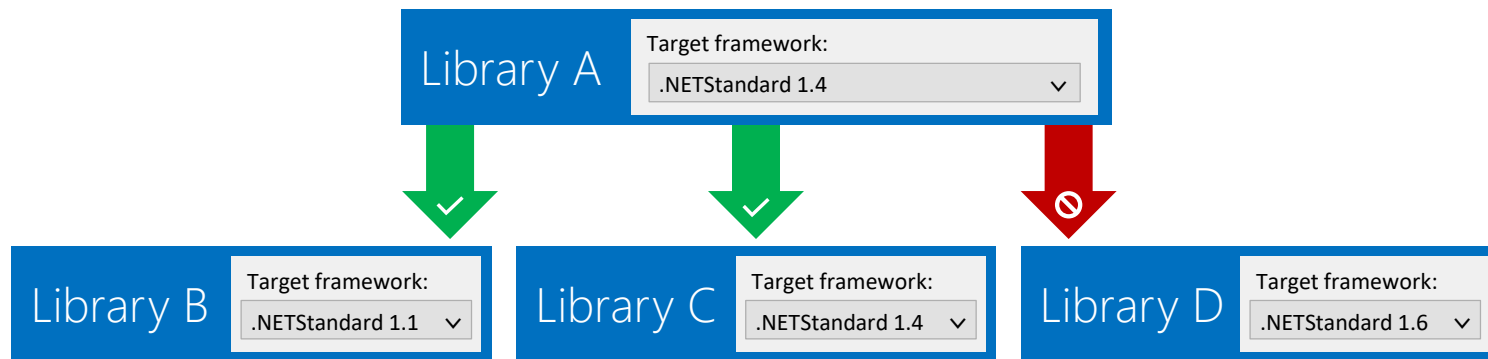 Library A
Target framework:
.NETStandard 1.4
Library B
Target framework:
.NETStandard 1.1
Library C
Target framework:
.NETStandard 1.4
Library D
Target framework:
.NETStandard 1.6